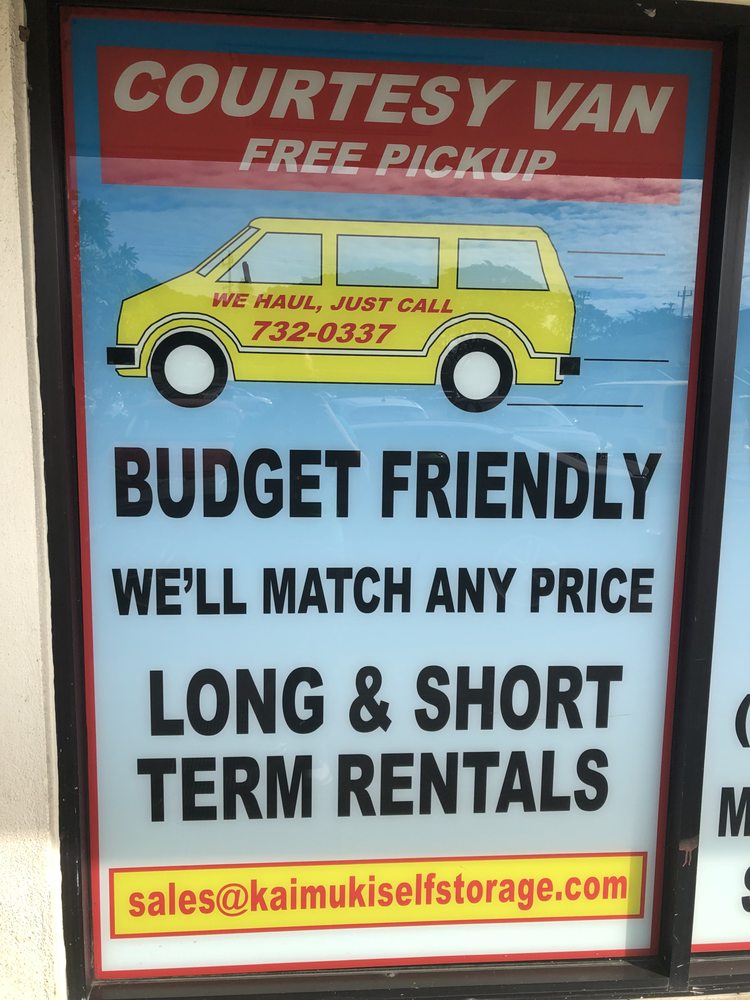 COURTESY VAN
FREE PICKUP
WE HAUL, JUST CALL
732-0337
BUDGET FRIENDLY
WE'LL MATCH ANY PRICE
LONG & SHORT
TERM RENTALS
sales@kaimukiselfstorage.com